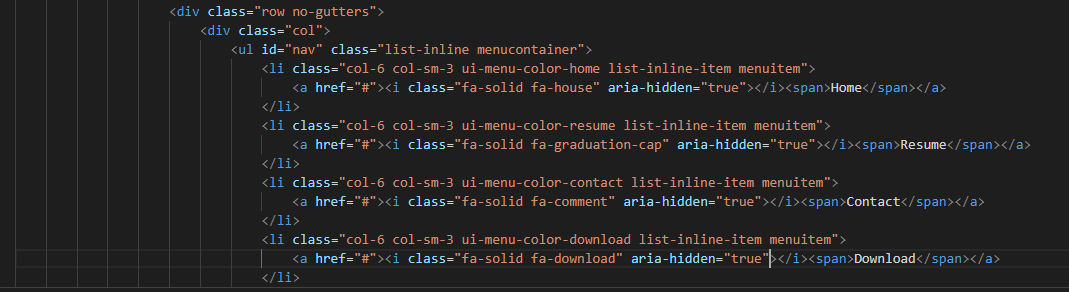 <div class="row no-gutters">
<div class="col">
<ul id="nav" class="list-inline menucontainer">
<li class="col-6 col-sm-3 ui-menu-color-home list-inline-item menuitem">
<a href="#"><i class="fa-solid fa-house" aria-hidden="true"></i><span>Home</span></a>
</li>
<li class="col-6 col-sm-3 ui-menu-color-resume list-inline-item menuitem">
<a href="#"><i class="fa-solid fa-graduation-cap" aria-hidden="true"></i><span>Resume</span></a>
</li>
<li class="col-6 col-sm-3 ui-menu-color-contact list-inline-item menuitem">
<a href="#"><i class="fa-solid fa-comment" aria-hidden="true"></i><span>Contact</span></a>
</li>
<li class="col-6 col-sm-3 ui-menu-color-download list-inline-item menuitem">
<a href="#"><i class="fa-solid fa-download" aria-hidden="true"></i><span>Download</span></a>
</li>